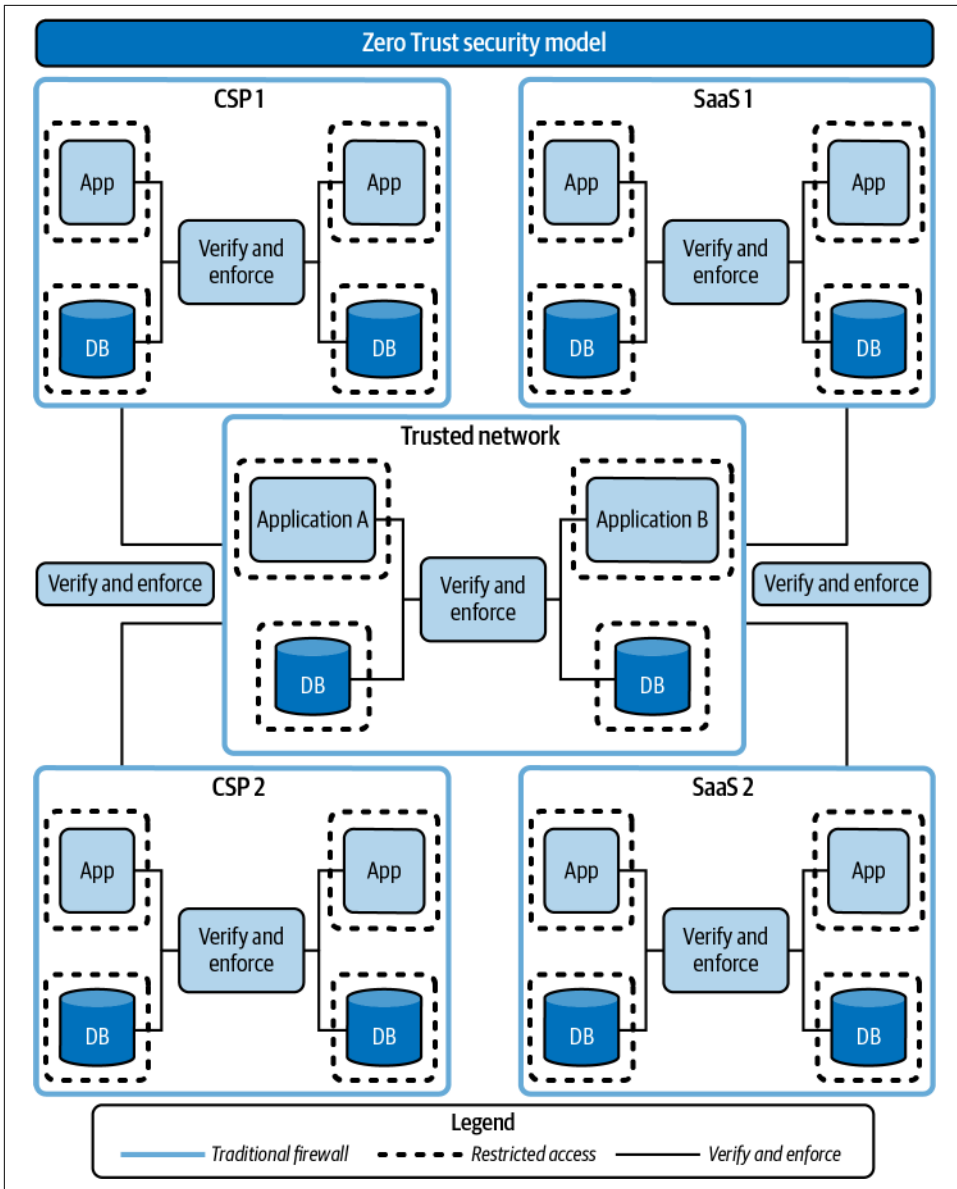 Zero Trust security model
CSP 1
App
App
Verify and
enforce
DB
DB
SaaS 1
App
App
Verify and
enforce
DB
DB
Trusted network
Application A
Application B
Verify and
enforce
DB
DB
Verify and enforce
Verify and enforce
CSP 2
App
App
Verify and
enforce
DB
DB
SaaS 2
App
App
Verify and
enforce
DB
DB
Legend
Traditional firewall
Restricted access
Verify and enforce